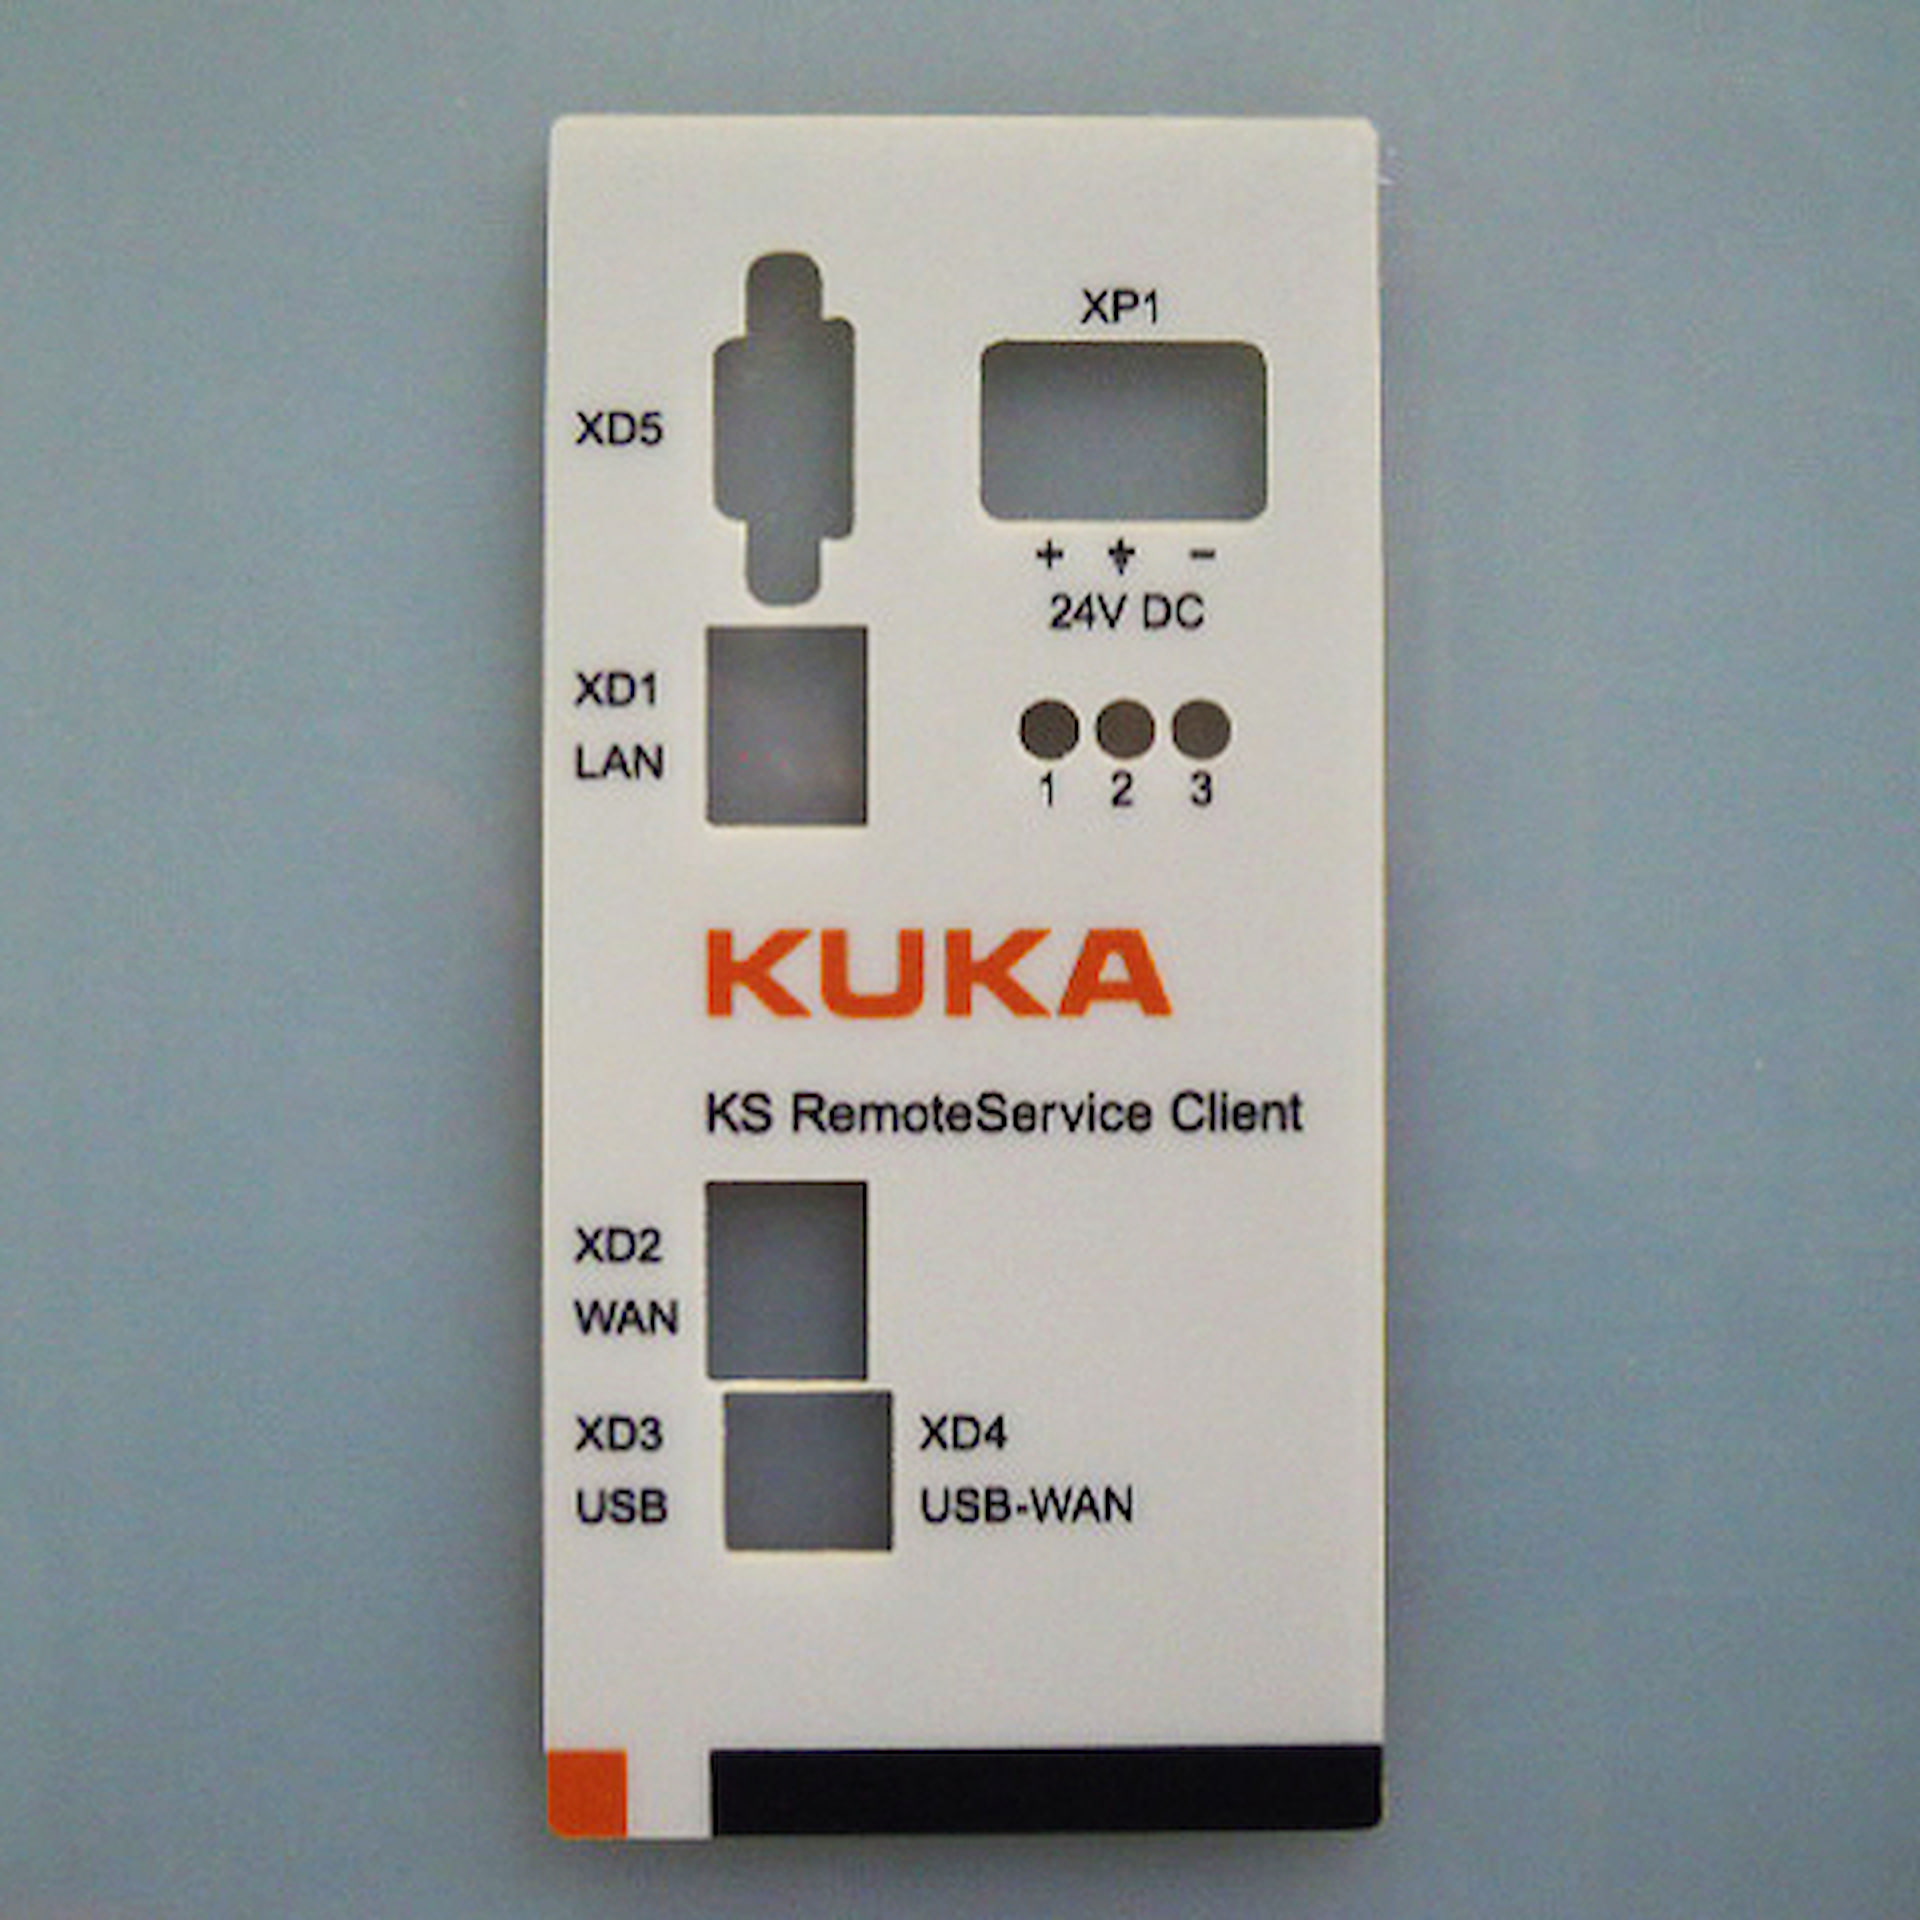 XP1
XD5
+ ⏚ −
24V DC
XD1
LAN
1 2 3
KUKA
KS RemoteService Client
XD2
WAN
XD3
USB
XD4
USB-WAN